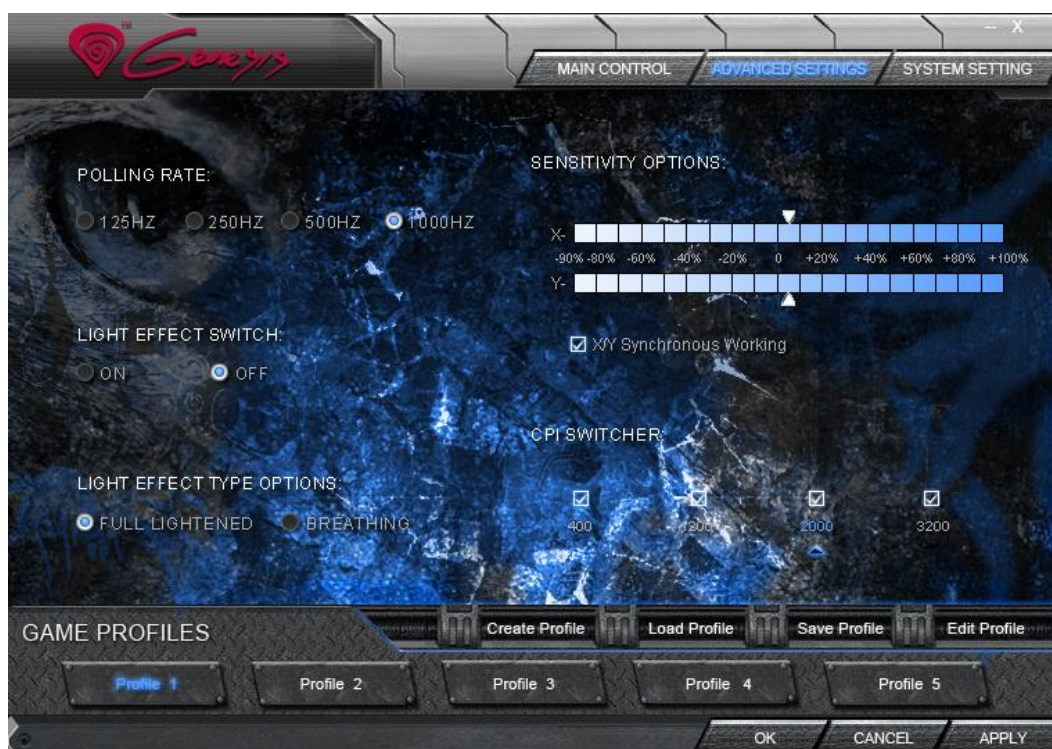 ™
Genesis
– X
MAIN CONTROL
ADVANCED SETTINGS
SYSTEM SETTING
POLLING RATE:
125HZ 250HZ 500HZ 1000HZ
LIGHT EFFECT SWITCH:
ON OFF
LIGHT EFFECT TYPE OPTIONS:
FULL LIGHTENED BREATHING
SENSITIVITY OPTIONS:
X-
-90% -80% -60% -40% -20% 0 +20% +40% +60% +80% +100%
Y-
X/Y Synchronous Working
CPI SWITCHER:
400 1200 2000 3200
GAME PROFILES
Create Profile Load Profile Save Profile Edit Profile
Profile 1 Profile 2 Profile 3 Profile 4 Profile 5
OK CANCEL APPLY